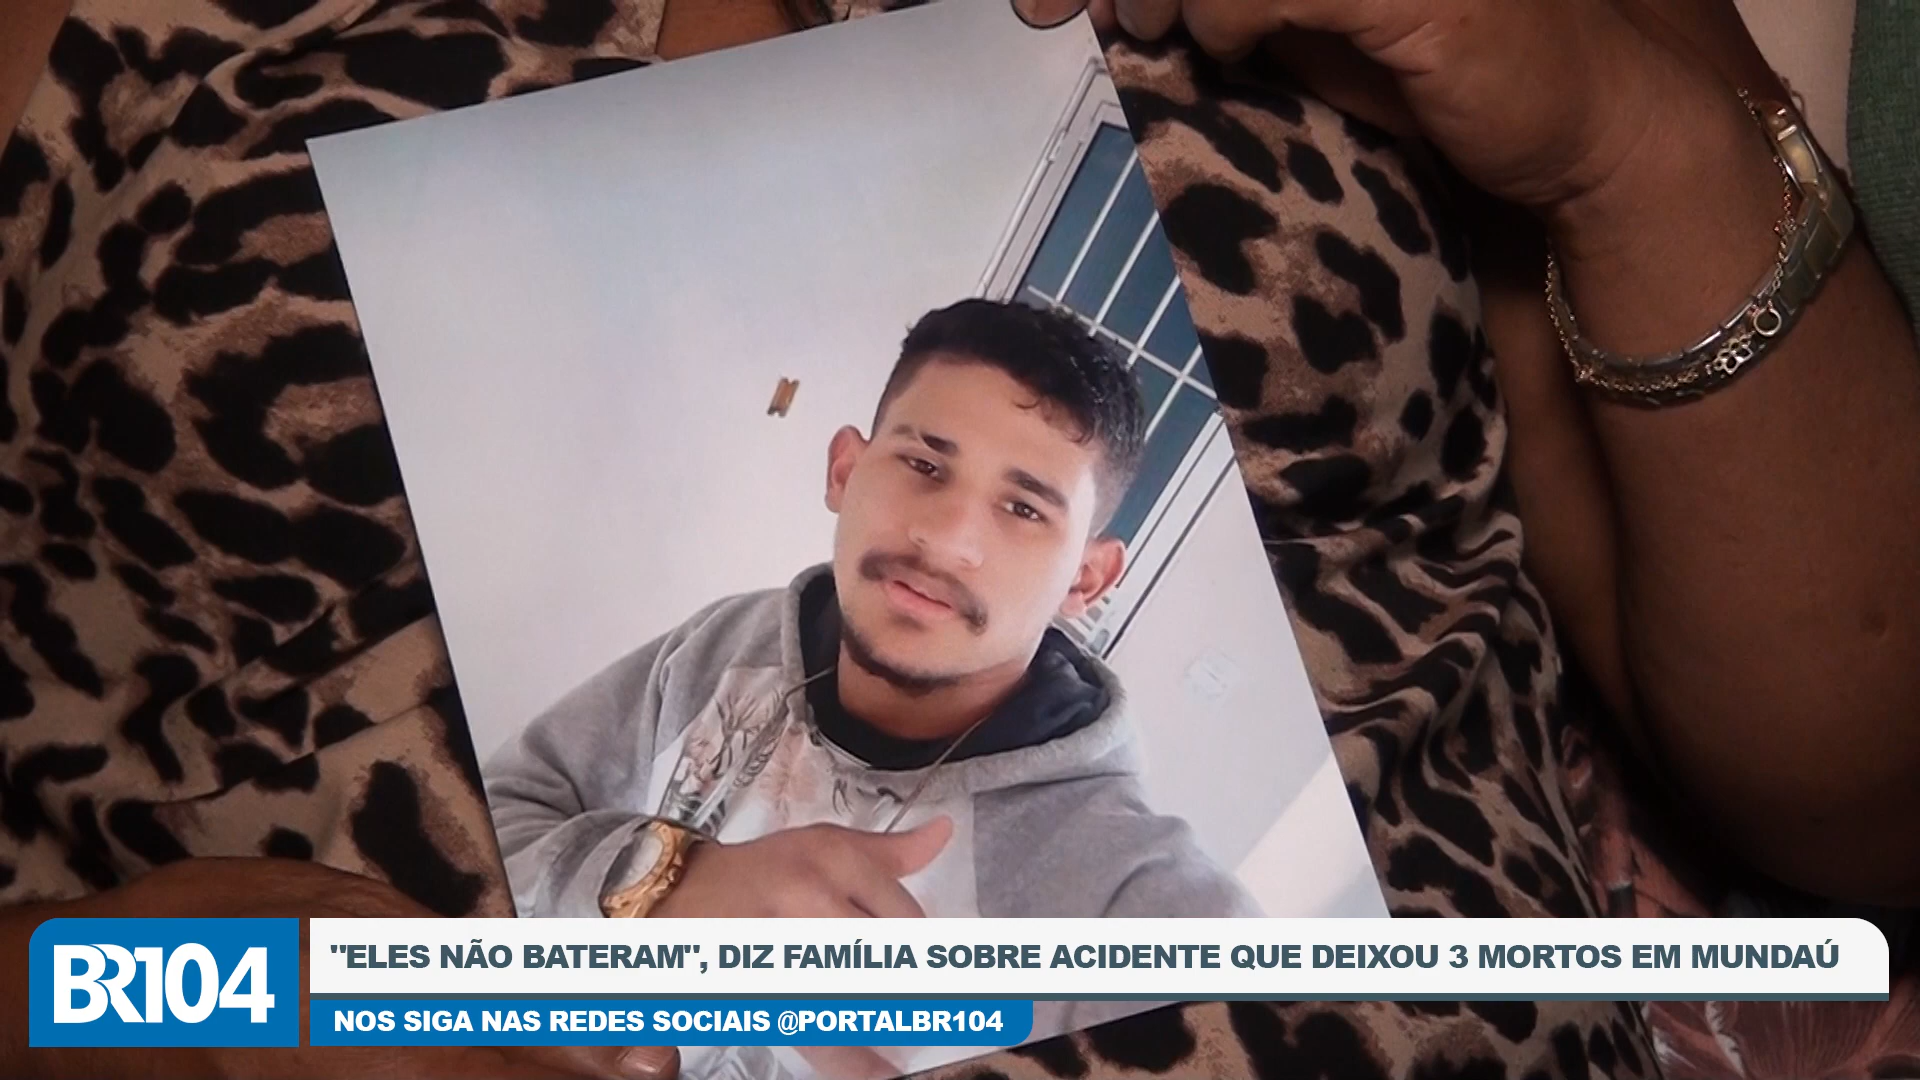 BR104
"ELES NÃO BATERAM", DIZ FAMÍLIA SOBRE ACIDENTE QUE DEIXOU 3 MORTOS EM MUNDAÚ
NOS SIGA NAS REDES SOCIAIS @PORTALBR104